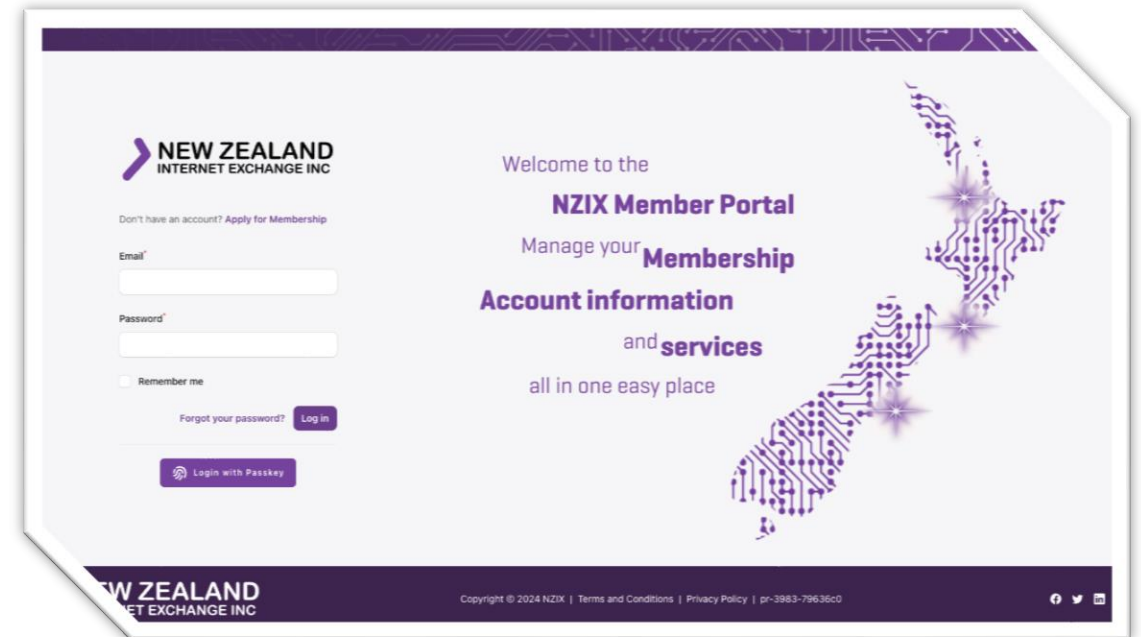 NEW ZEALAND
INTERNET EXCHANGE INC
Don't have an account? Apply for Membership
Email*
Password*
Remember me
Forgot your password? Log in
Login with Passkey
Welcome to the
NZIX Member Portal
Manage your Membership
Account information
and services
all in one easy place
W ZEALAND
ET EXCHANGE INC
Copyright © 2024 NZIX | Terms and Conditions | Privacy Policy | pr-3983-79636c0